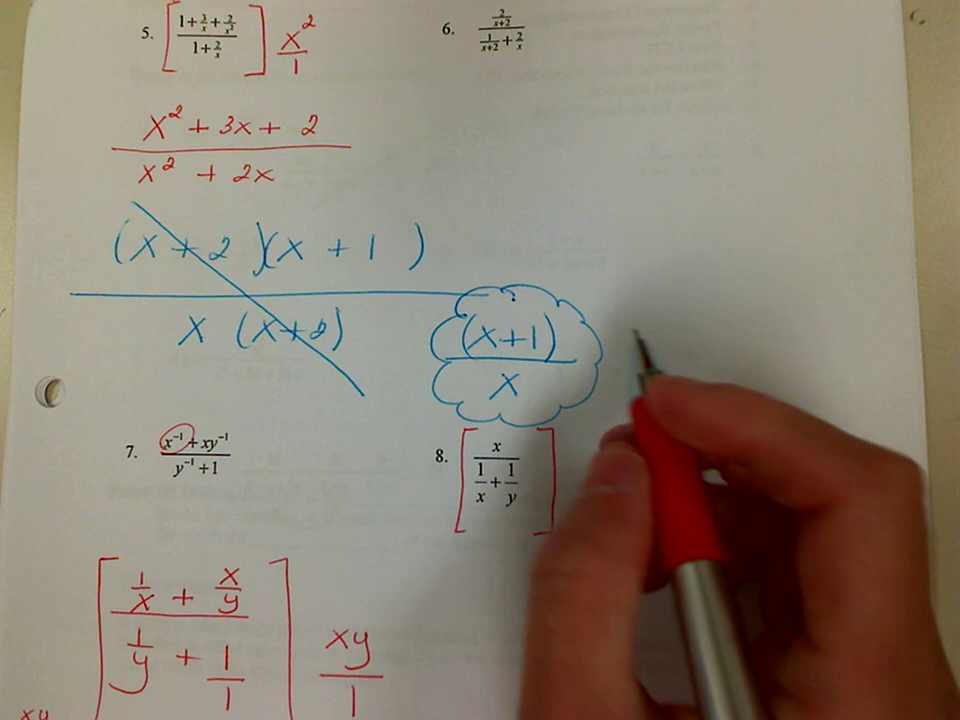 5. [(1 + 3/x + 2/x²)/(1 + 2/x)] x²/1
6. (2/(x+2))/(1/(x+2) + 2/x)
x² + 3x + 2
x² + 2x
(x + 2)(x + 1)
x (x+2)
(x+1)
x
7. (x⁻¹ + xy⁻¹)/(y⁻¹ + 1)
8. [x/(1/x + 1/y)]
[(1/x + x/y)/(1/y + 1/1)] xy/1
xy